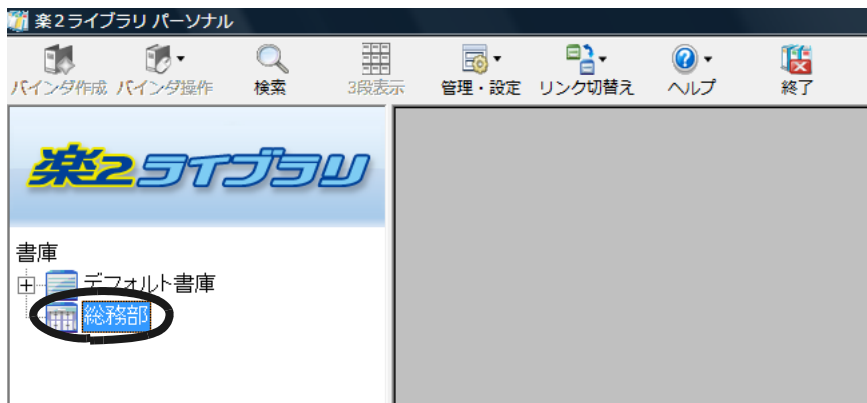 楽2ライブラリ パーソナル
バインダ作成 バインダ操作 検索 3段表示 管理・設定 リンク切替え ヘルプ 終了
楽2ライブラリ
書庫
デフォルト書庫
総務部